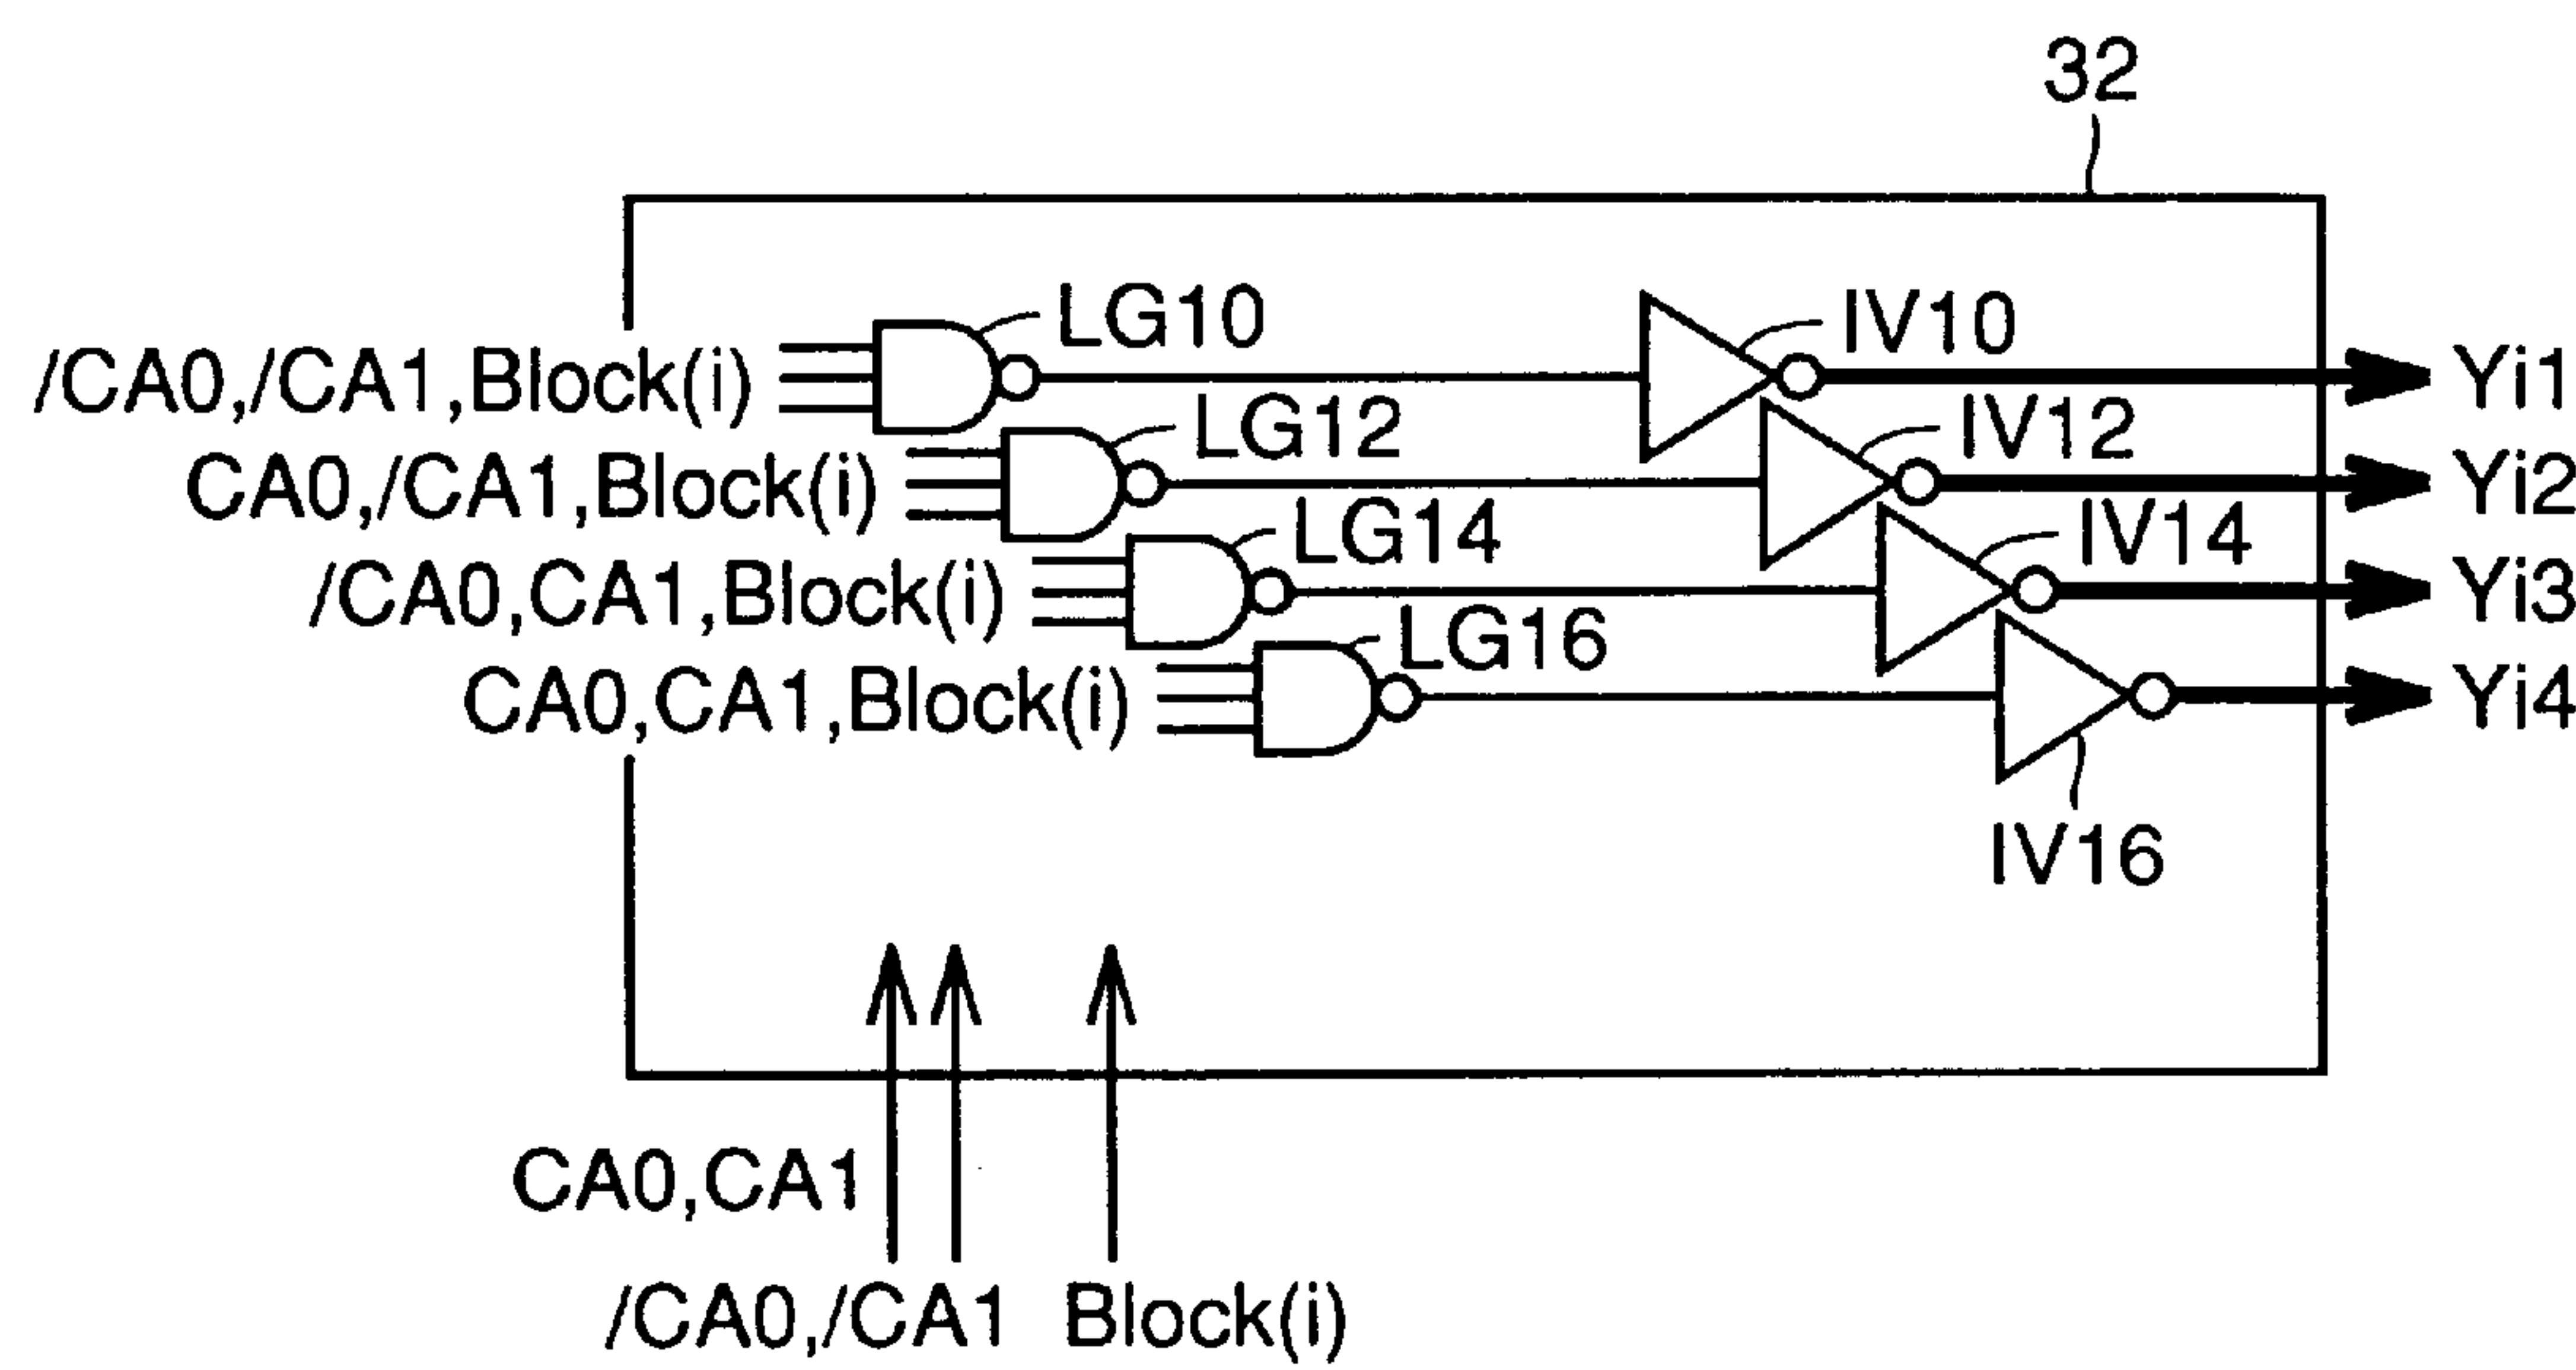 32
LG10
IV10
/CA0,/CA1,Block(i)
Yi1
LG12
IV12
CA0,/CA1,Block(i)
Yi2
LG14
IV14
/CA0,CA1,Block(i)
Yi3
LG16
CA0,CA1,Block(i)
Yi4
IV16
CA0,CA1
/CA0,/CA1 Block(i)